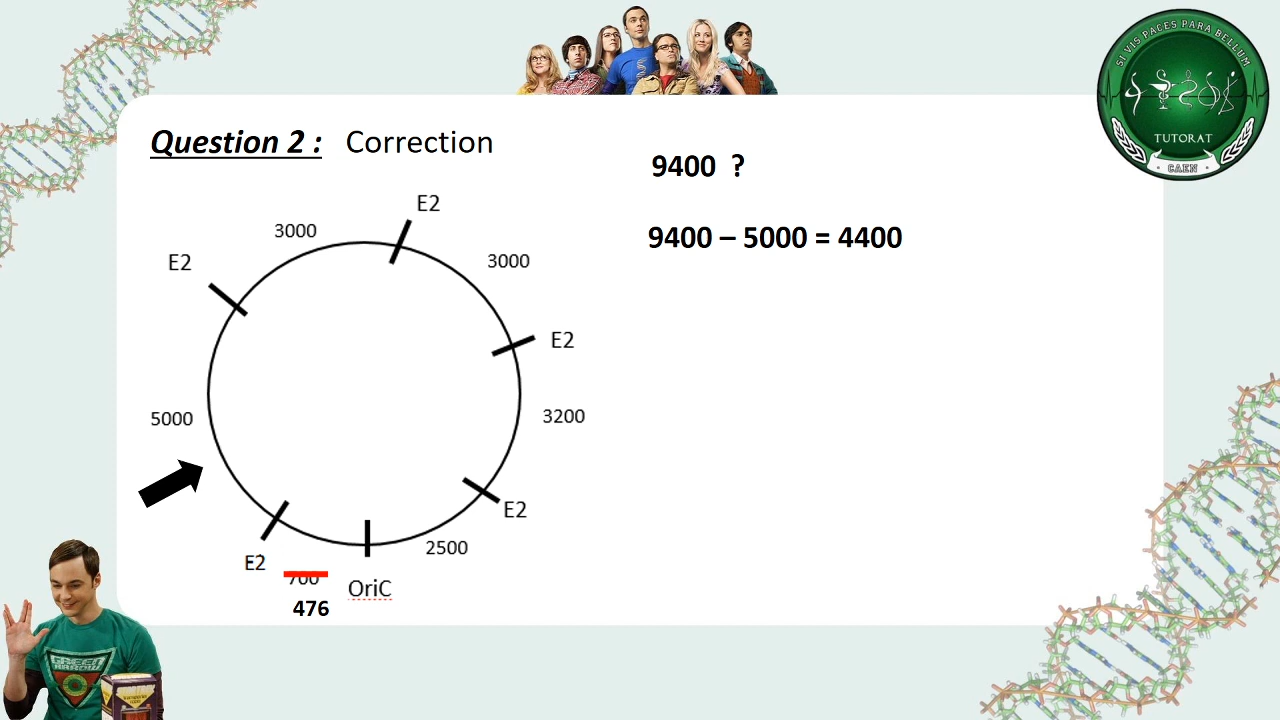 SI VIS PACES PARA BELLUM
TUTORAT
CAEN
Question 2 : Correction
9400 ?
9400 – 5000 = 4400
E2
3000
E2
3000
E2
5000
3200
E2
2500
E2
700
OriC
476
GREEN